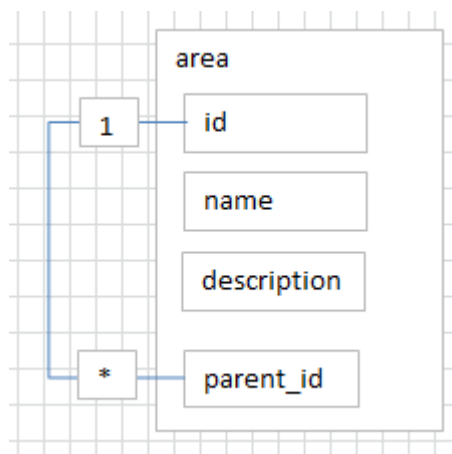 area
1
id
name
description
*
parent_id